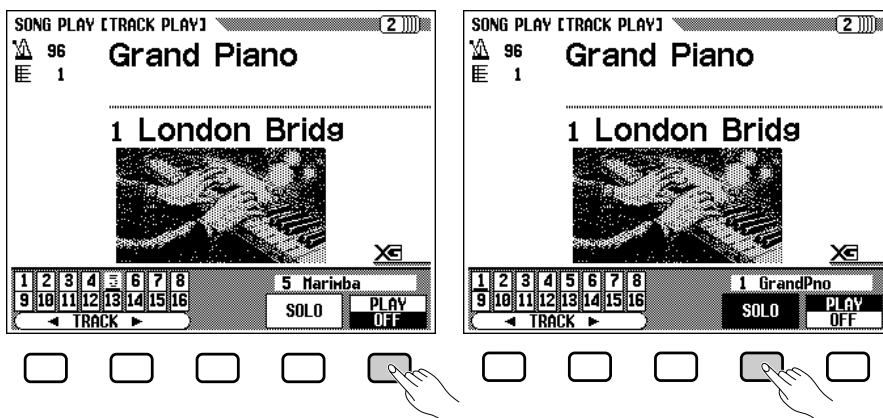 SONG PLAY [TRACK PLAY] 2
96
1
Grand Piano
1 London Bridg
XG
1 2 3 4 5 6 7 8
9 10 11 12 13 14 15 16
◄ TRACK ►
5 Marimba
SOLO
PLAY
OFF
SONG PLAY [TRACK PLAY] 2
96
1
Grand Piano
1 London Bridg
XG
1 2 3 4 5 6 7 8
9 10 11 12 13 14 15 16
◄ TRACK ►
1 GrandPno
SOLO
PLAY
OFF